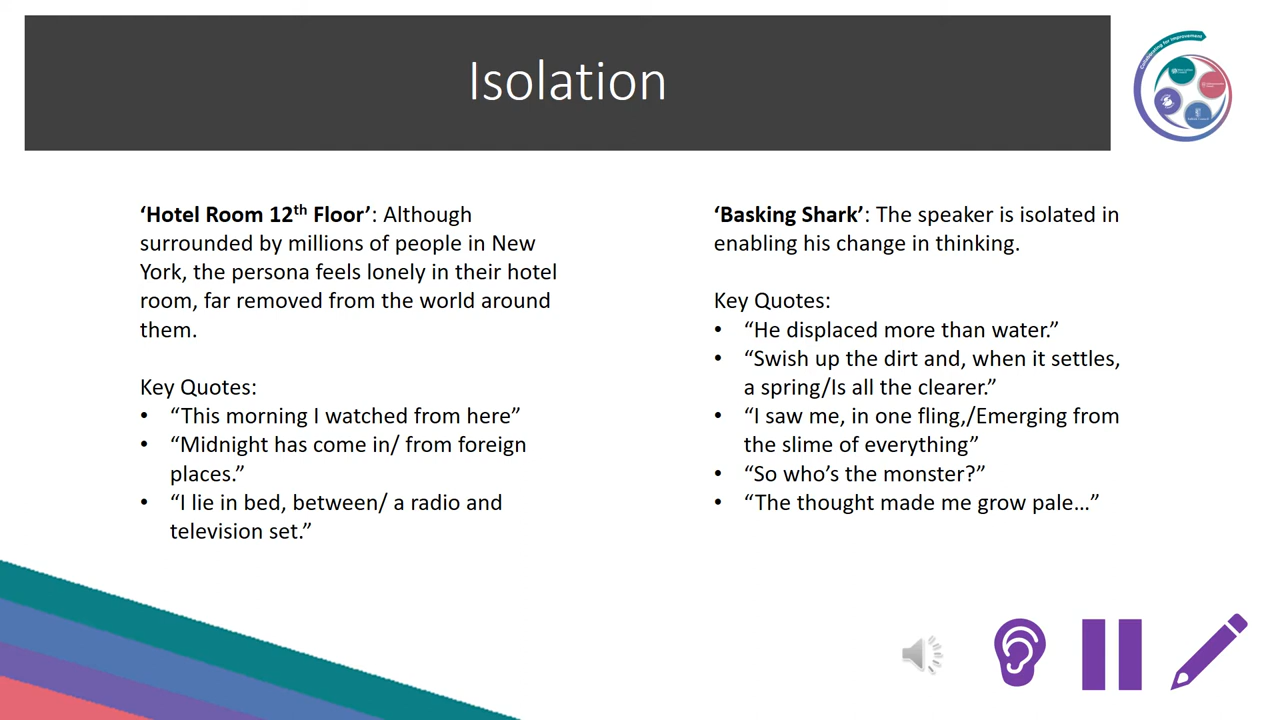 Isolation
Collaborating for Improvement
‘Hotel Room 12th Floor’: Although
surrounded by millions of people in New
York, the persona feels lonely in their hotel
room, far removed from the world around
them.
Key Quotes:
• “This morning I watched from here”
• “Midnight has come in/ from foreign
places.”
• “I lie in bed, between/ a radio and
television set.”
‘Basking Shark’: The speaker is isolated in
enabling his change in thinking.
Key Quotes:
• “He displaced more than water.”
• “Swish up the dirt and, when it settles,
a spring/Is all the clearer.”
• “I saw me, in one fling,/Emerging from
the slime of everything”
• “So who’s the monster?”
• “The thought made me grow pale…”